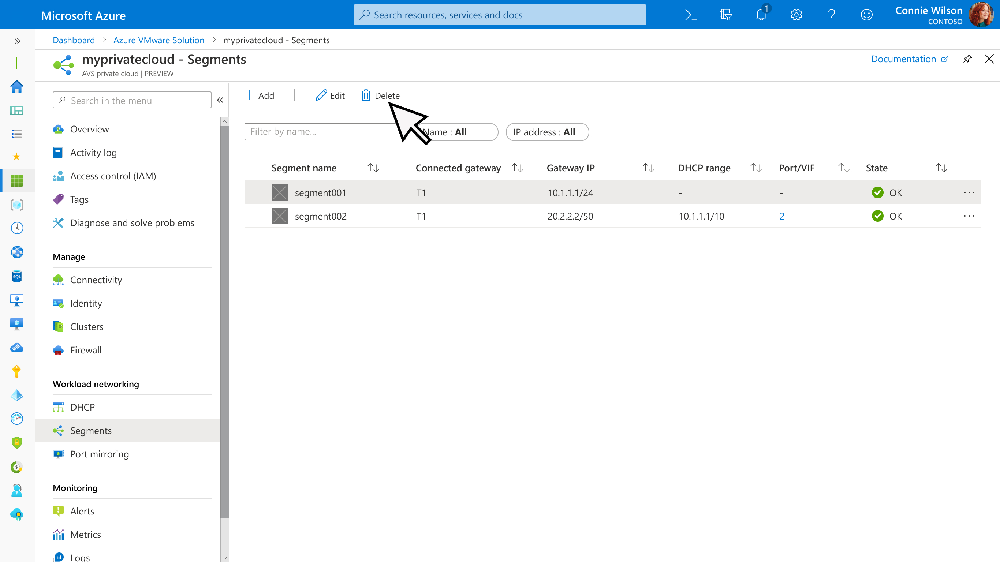 Microsoft Azure
Search resources, services and docs
1
Connie Wilson
CONTOSO
Dashboard > Azure VMware Solution > myprivatecloud - Segments
myprivatecloud - Segments
AVS private cloud | PREVIEW
Documentation
Search in the menu
Add
Edit
Delete
Overview
Activity log
Access control (IAM)
Tags
Diagnose and solve problems
Manage
Connectivity
Identity
Clusters
Firewall
Workload networking
DHCP
Segments
Port mirroring
Monitoring
Alerts
Metrics
Logs
SQL
Filter by name...
Name : All
IP address : All
Segment name Connected gateway Gateway IP DHCP range Port/VIF State
segment001 T1 10.1.1.1/24 - - OK ...
segment002 T1 20.2.2.2/50 10.1.1.1/10 2 OK ...